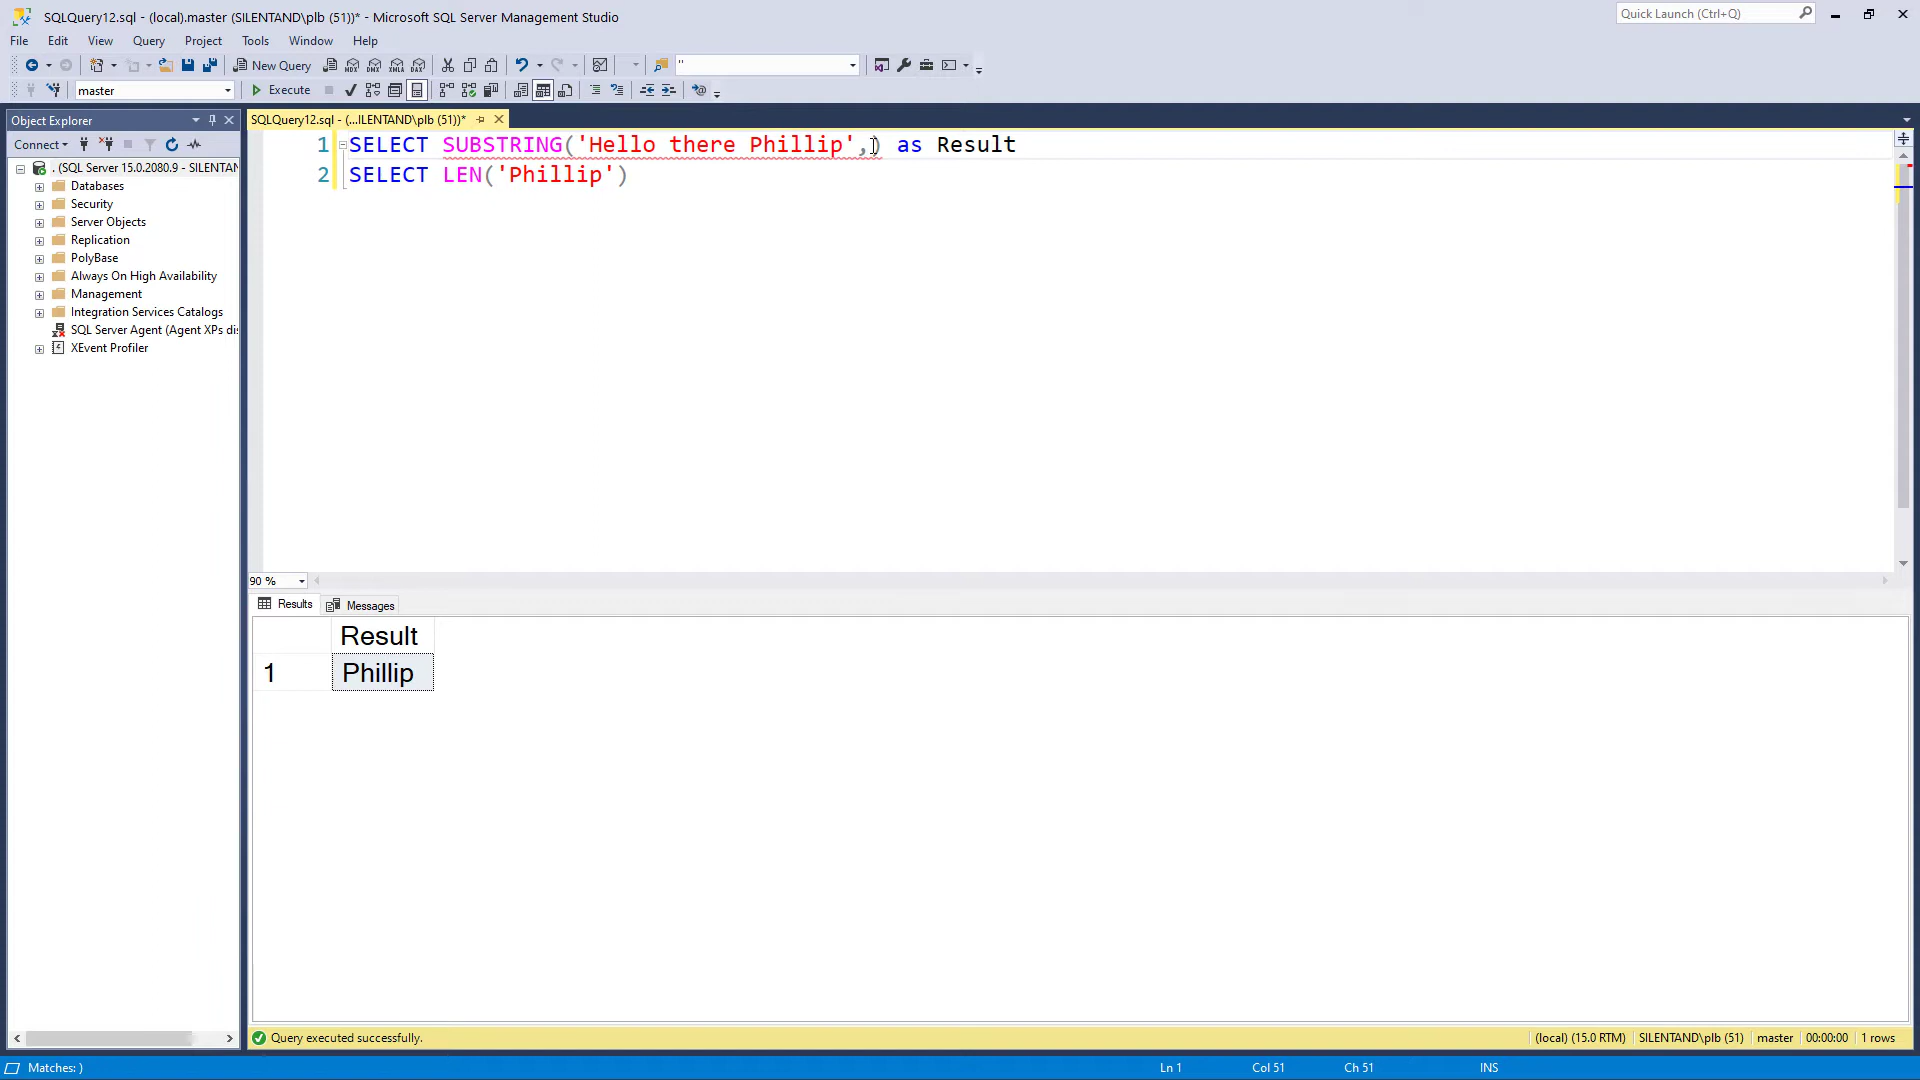 SQLQuery12.sql - (local).master (SILENTAND\plb (51))* - Microsoft SQL Server Management Studio
Quick Launch (Ctrl+Q)
File Edit View Query Project Tools Window Help
New Query
MDX DMX XMLA DAX
"
master
Execute
Object Explorer
SQLQuery12.sql - (...ILENTAND\plb (51))*
Connect
. (SQL Server 15.0.2080.9 - SILENTAN
Databases
Security
Server Objects
Replication
PolyBase
Always On High Availability
Management
Integration Services Catalogs
SQL Server Agent (Agent XPs dis
XEvent Profiler
1 SELECT SUBSTRING('Hello there Phillip',) as Result
2 SELECT LEN('Phillip')
90 %
Results Messages
Result
1 Phillip
Query executed successfully.
(local) (15.0 RTM) SILENTAND\plb (51) master 00:00:00 1 rows
Matches: )
Ln 1 Col 51 Ch 51 INS